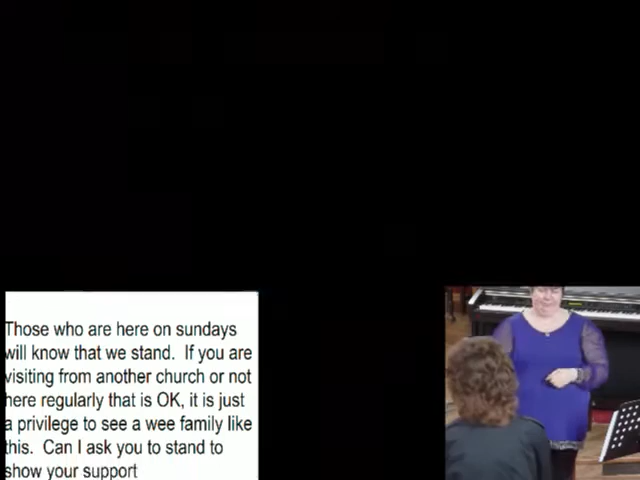 Those who are here on sundays
will know that we stand. If you are
visiting from another church or not
here regularly that is OK, it is just
a privilege to see a wee family like
this. Can I ask you to stand to
show your support